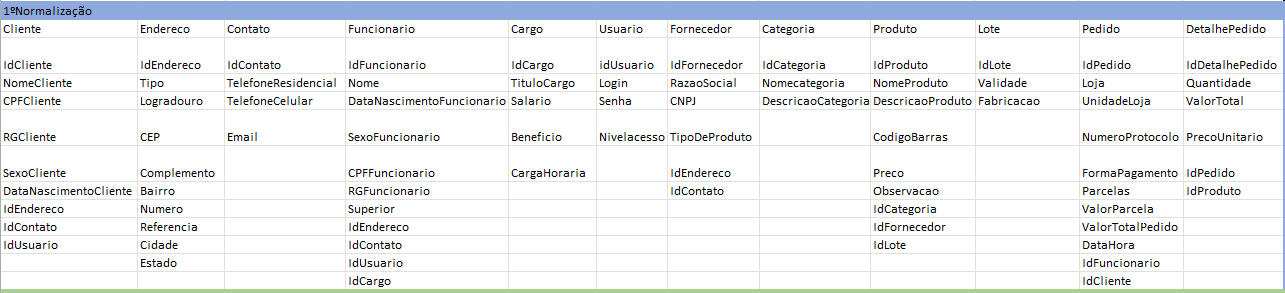 1ºNormalização
Cliente Endereco Contato Funcionario Cargo Usuario Fornecedor Categoria Produto Lote Pedido DetalhePedido
IdCliente IdEndereco IdContato IdFuncionario IdCargo idUsuario IdFornecedor IdCategoria IdProduto IdLote IdPedido IdDetalhePedido
NomeCliente Tipo TelefoneResidencial Nome TituloCargo Login RazaoSocial Nomecategoria NomeProduto Validade Loja Quantidade
CPFCliente Logradouro TelefoneCelular DataNascimentoFuncionario Salario Senha CNPJ DescricaoCategoria DescricaoProduto Fabricacao UnidadeLoja ValorTotal
RGCliente CEP Email SexoFuncionario Beneficio Nivelacesso TipoDeProduto CodigoBarras NumeroProtocolo PrecoUnitario
SexoCliente Complemento CPFFuncionario CargaHoraria IdEndereco Preco FormaPagamento IdPedido
DataNascimentoCliente Bairro RGFuncionario IdContato Observacao Parcelas IdProduto
IdEndereco Numero Superior IdCategoria ValorParcela
IdContato Referencia IdEndereco IdFornecedor ValorTotalPedido
IdUsuario Cidade IdContato IdLote DataHora
Estado IdUsuario IdFuncionario
IdCargo IdCliente